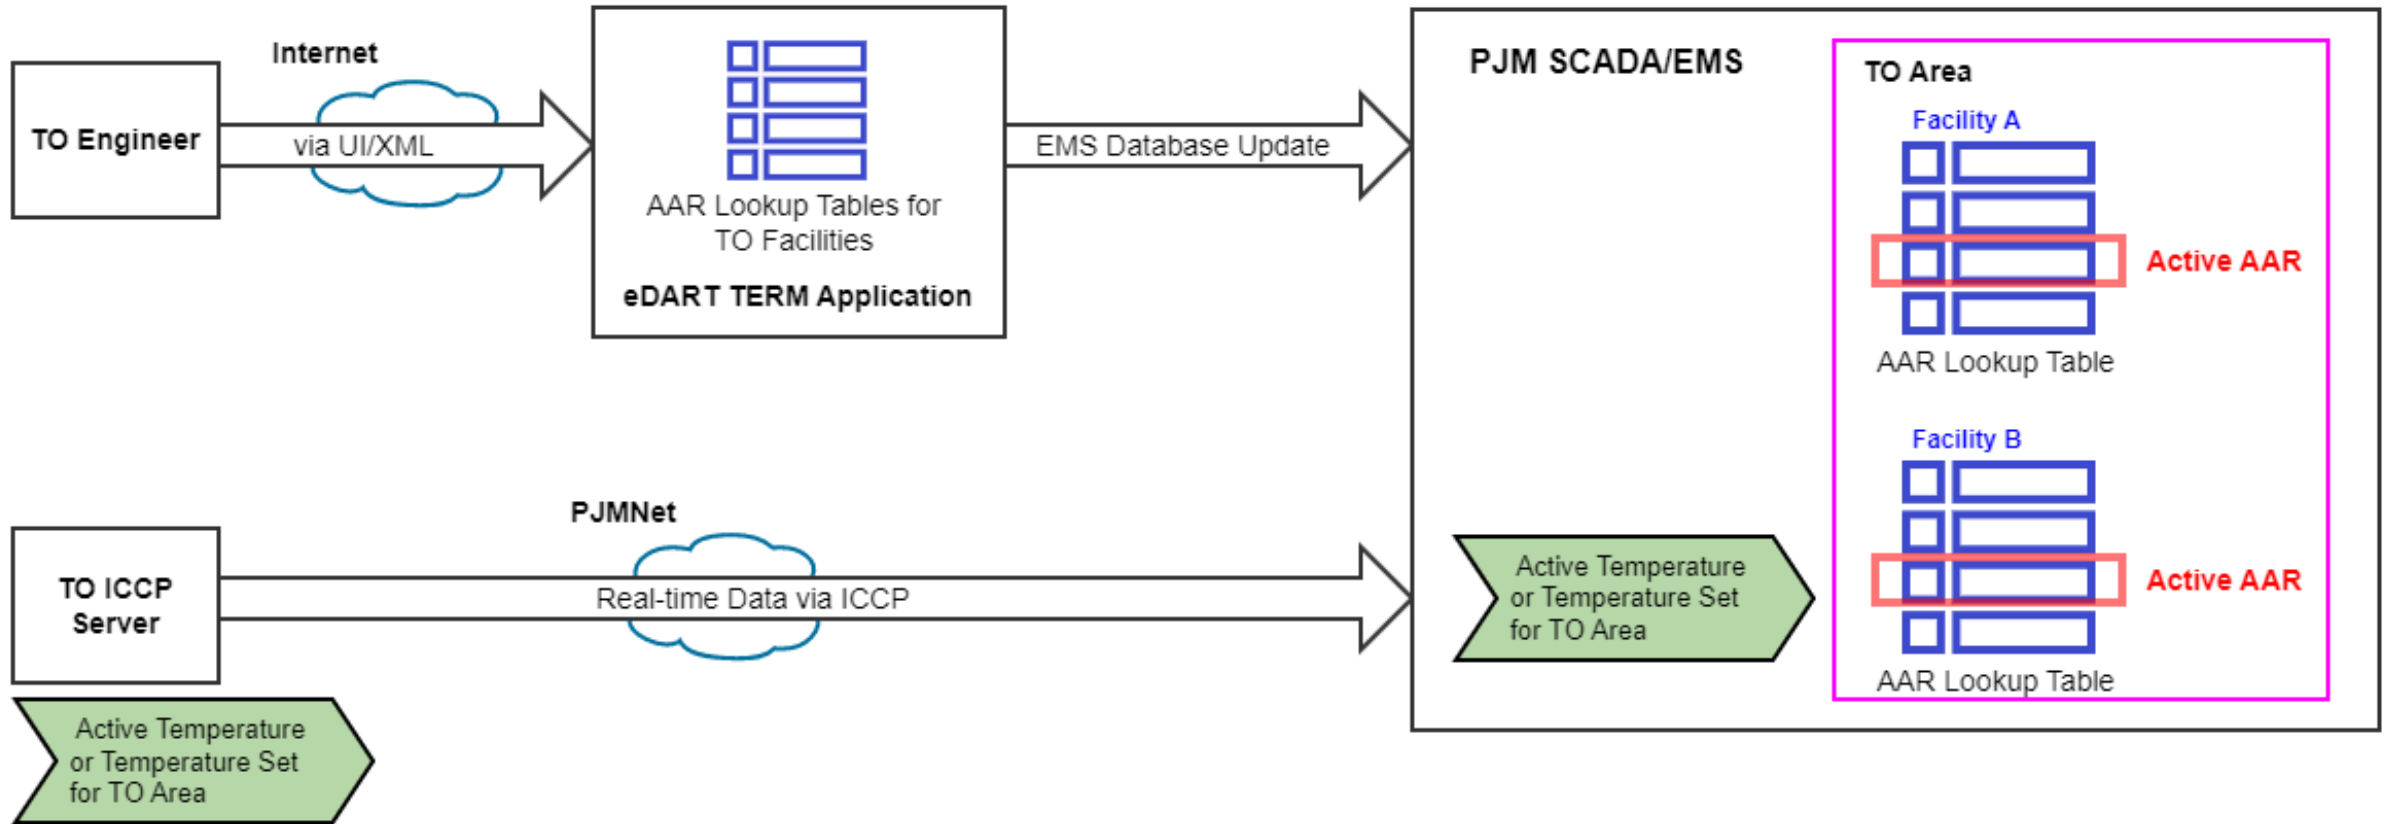 Internet
TO Engineer
via UI/XML
AAR Lookup Tables for
TO Facilities
eDART TERM Application
EMS Database Update
PJM SCADA/EMS
TO Area
Facility A
Active AAR
AAR Lookup Table
Facility B
Active AAR
AAR Lookup Table
PJMNet
TO ICCP
Server
Real-time Data via ICCP
Active Temperature
or Temperature Set
for TO Area
Active Temperature
or Temperature Set
for TO Area